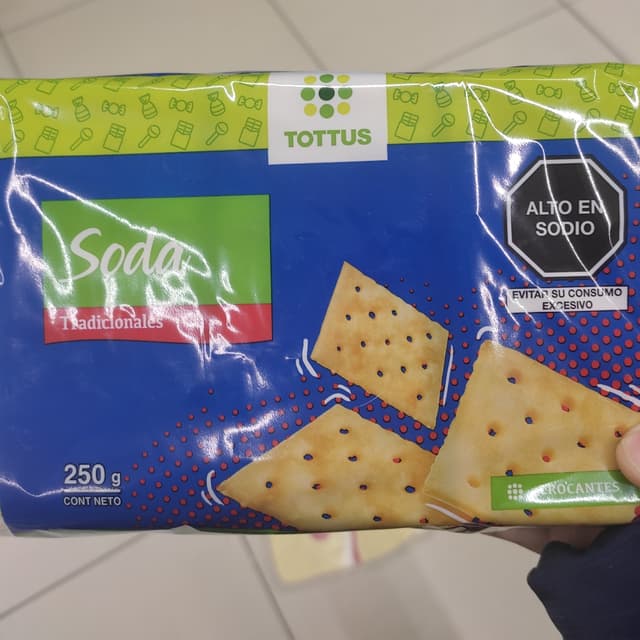 TOTTUS
Soda
Tradicionales
ALTO EN
SODIO
EVITAR SU CONSUMO
EXCESIVO
250 g
CONT NETO
CROCANTES